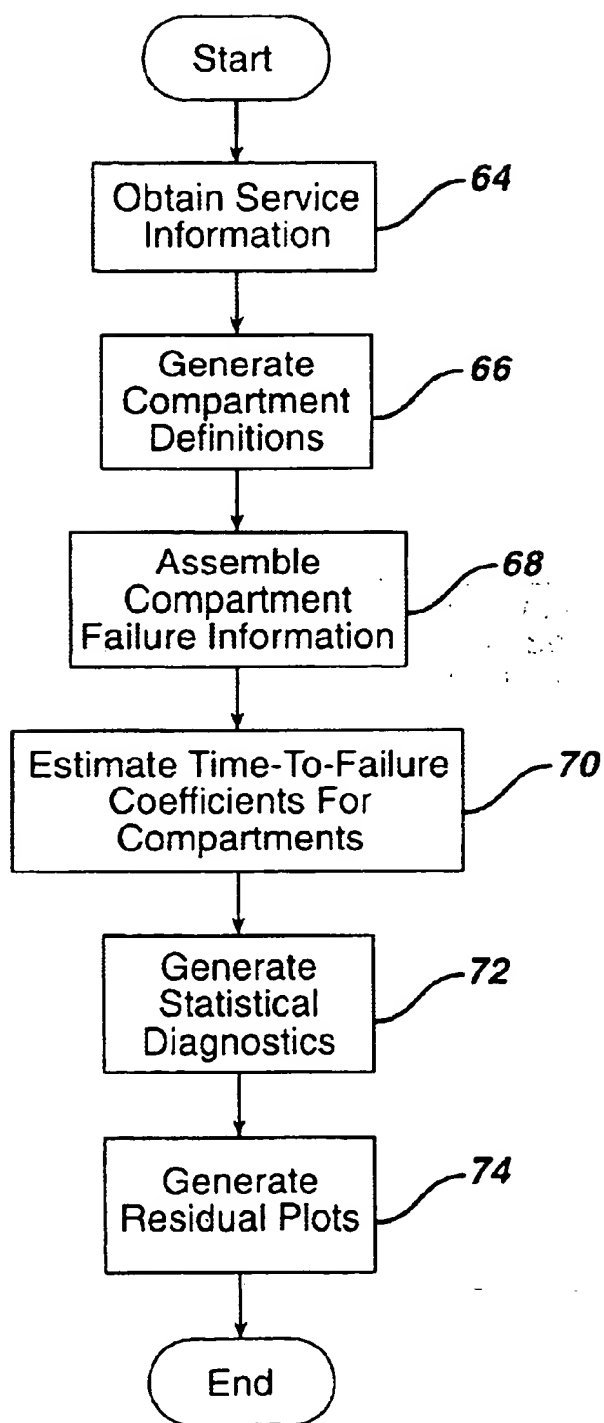 Start
Obtain Service
Information
64
Generate
Compartment
Definitions
66
Assemble
Compartment
Failure Information
68
Estimate Time-To-Failure
Coefficients For
Compartments
70
Generate
Statistical
Diagnostics
72
Generate
Residual Plots
74
End